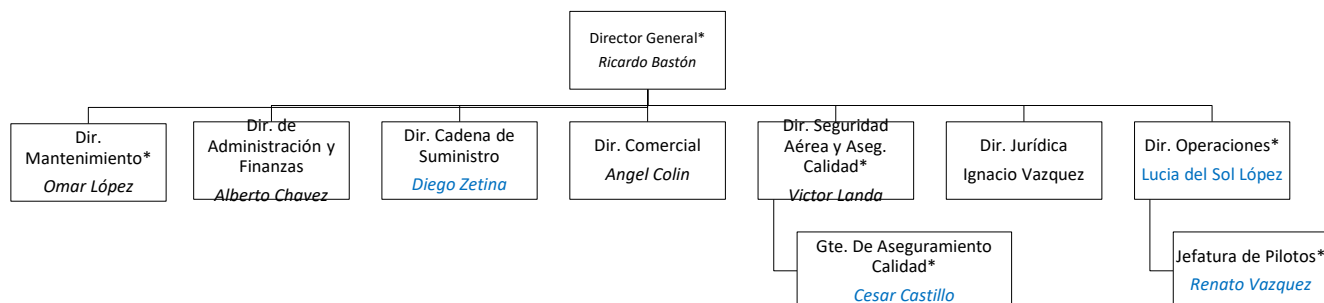 Director General*
Ricardo Bastón
Dir.
Mantenimiento*
Omar López
Dir. de
Administración y
Finanzas
Alberto Chavez
Dir. Cadena de
Suministro
Diego Zetina
Dir. Comercial
Angel Colin
Dir. Seguridad
Aérea y Aseg.
Calidad*
Victor Landa
Dir. Jurídica
Ignacio Vazquez
Dir. Operaciones*
Lucia del Sol López
Gte. De Aseguramiento
Calidad*
Cesar Castillo
Jefatura de Pilotos*
Renato Vazquez